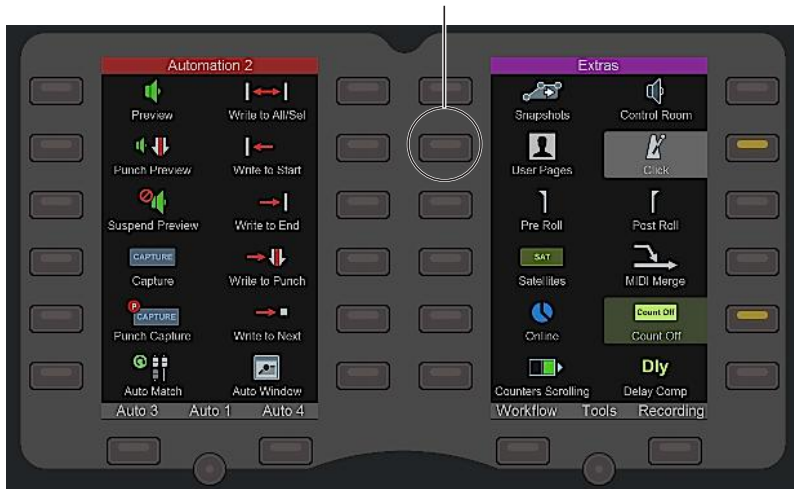 Automation 2
Preview
Write to All/Sel
Punch Preview
Write to Start
Suspend Preview
Write to End
CAPTURE
Capture
Write to Punch
P
CAPTURE
Punch Capture
Write to Next
Auto Match
Auto Window
Auto 3 Auto 1 Auto 4
Extras
Snapshots
Control Room
User Pages
Click
Pre Roll
Post Roll
SAT
Satellites
MIDI Merge
Count Off
Online
Count Off
Dly
Counters Scrolling
Delay Comp
Workflow Tools Recording